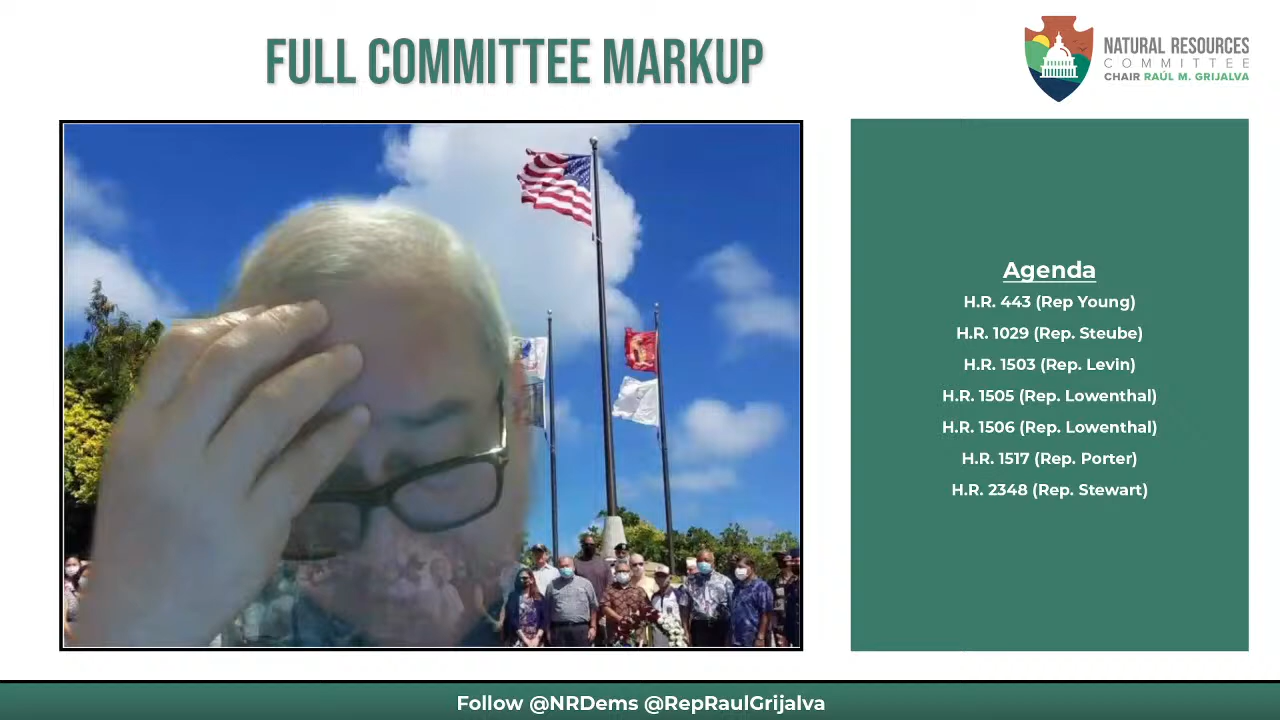 FULL COMMITTEE MARKUP
NATURAL RESOURCES
COMMITTEE
CHAIR RAÚL M. GRIJALVA
Agenda
H.R. 443 (Rep Young)
H.R. 1029 (Rep. Steube)
H.R. 1503 (Rep. Levin)
H.R. 1505 (Rep. Lowenthal)
H.R. 1506 (Rep. Lowenthal)
H.R. 1517 (Rep. Porter)
H.R. 2348 (Rep. Stewart)
Follow @NRDems @RepRaulGrijalva